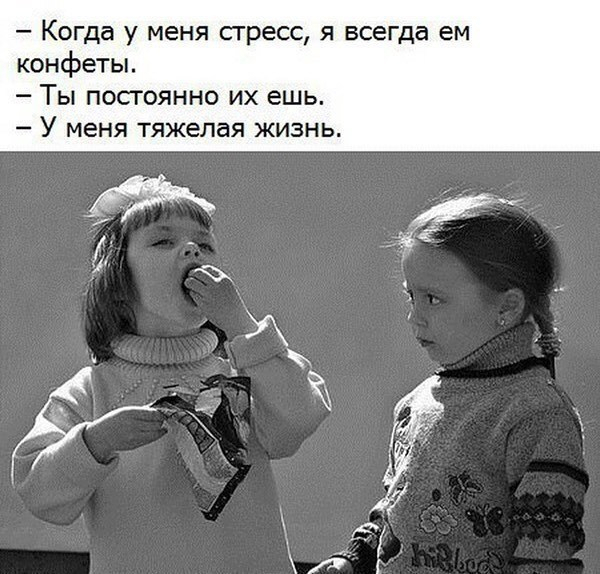 – Когда у меня стресс, я всегда ем
конфеты.
– Ты постоянно их ешь.
– У меня тяжелая жизнь.